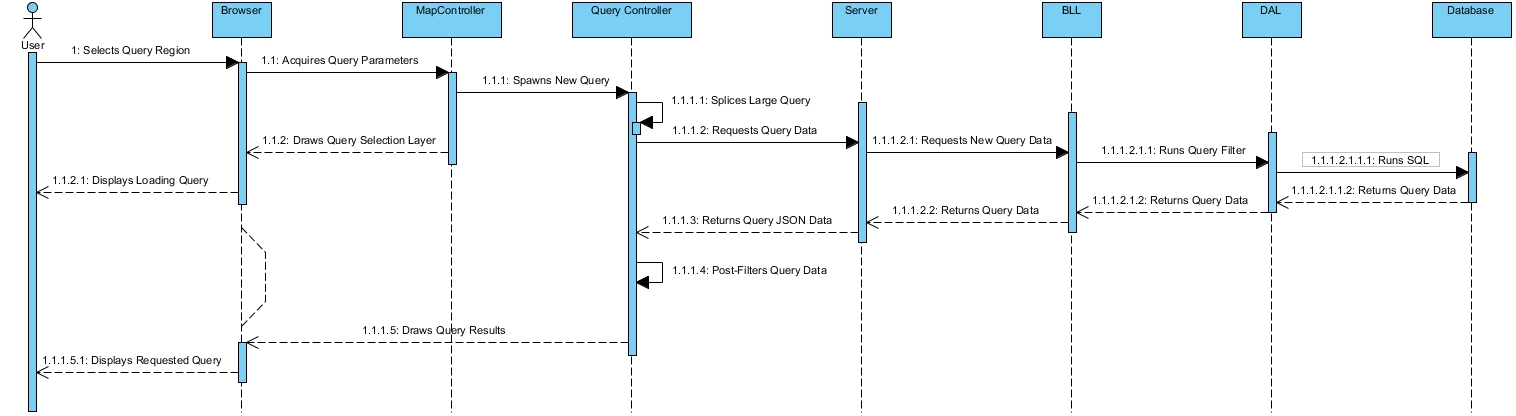 Browser
MapController
Query Controller
Server
BLL
DAL
Database
User
1: Selects Query Region
1.1: Acquires Query Parameters
1.1.1: Spawns New Query
1.1.1.1: Splices Large Query
1.1.1.2: Requests Query Data
1.1.2: Draws Query Selection Layer
1.1.1.2.1: Requests New Query Data
1.1.1.2.1.1: Runs Query Filter
1.1.1.2.1.1.1: Runs SQL
1.1.2.1: Displays Loading Query
1.1.1.2.1.1.2: Returns Query Data
1.1.1.2.1.2: Returns Query Data
1.1.1.2.2: Returns Query Data
1.1.1.3: Returns Query JSON Data
1.1.1.4: Post-Filters Query Data
1.1.1.5: Draws Query Results
1.1.1.5.1: Displays Requested Query